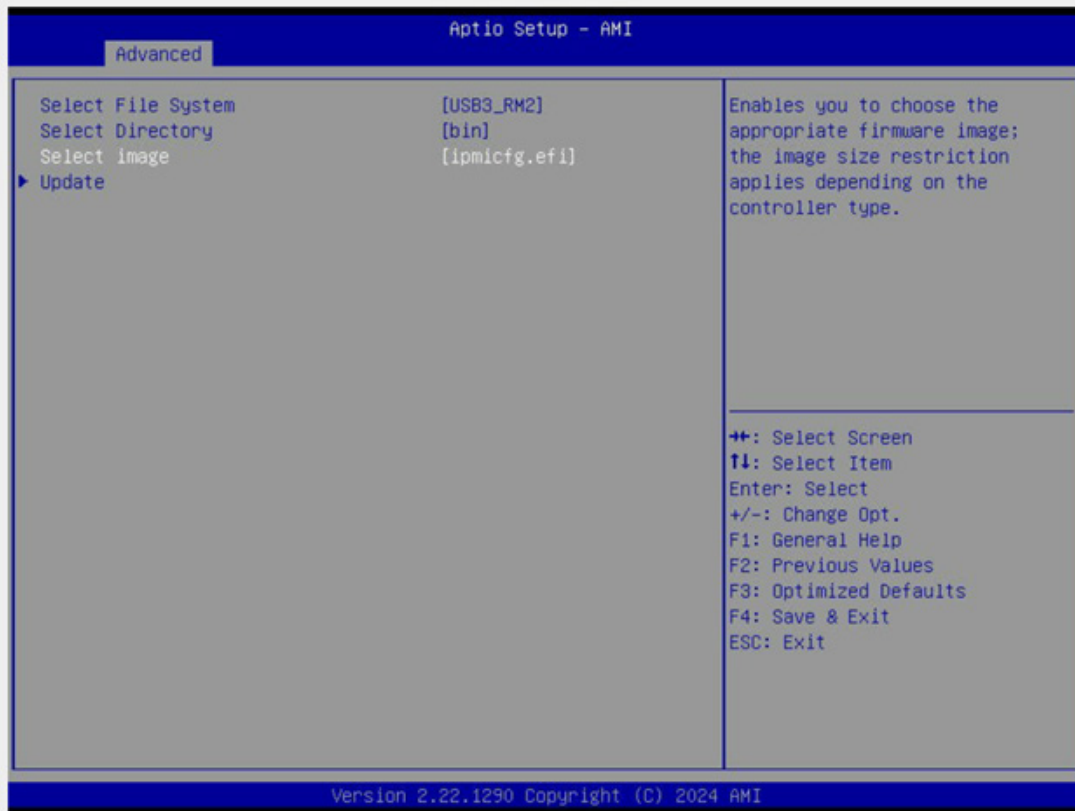 Aptio Setup - AMI
Advanced
Select File System [USB3_RM2]
Select Directory [bin]
Select image [ipmicfg.efi]
Update
Enables you to choose the
appropriate firmware image;
the image size restriction
applies depending on the
controller type.
→←: Select Screen
↑↓: Select Item
Enter: Select
+/-: Change Opt.
F1: General Help
F2: Previous Values
F3: Optimized Defaults
F4: Save & Exit
ESC: Exit
Version 2.22.1290 Copyright (C) 2024 AMI